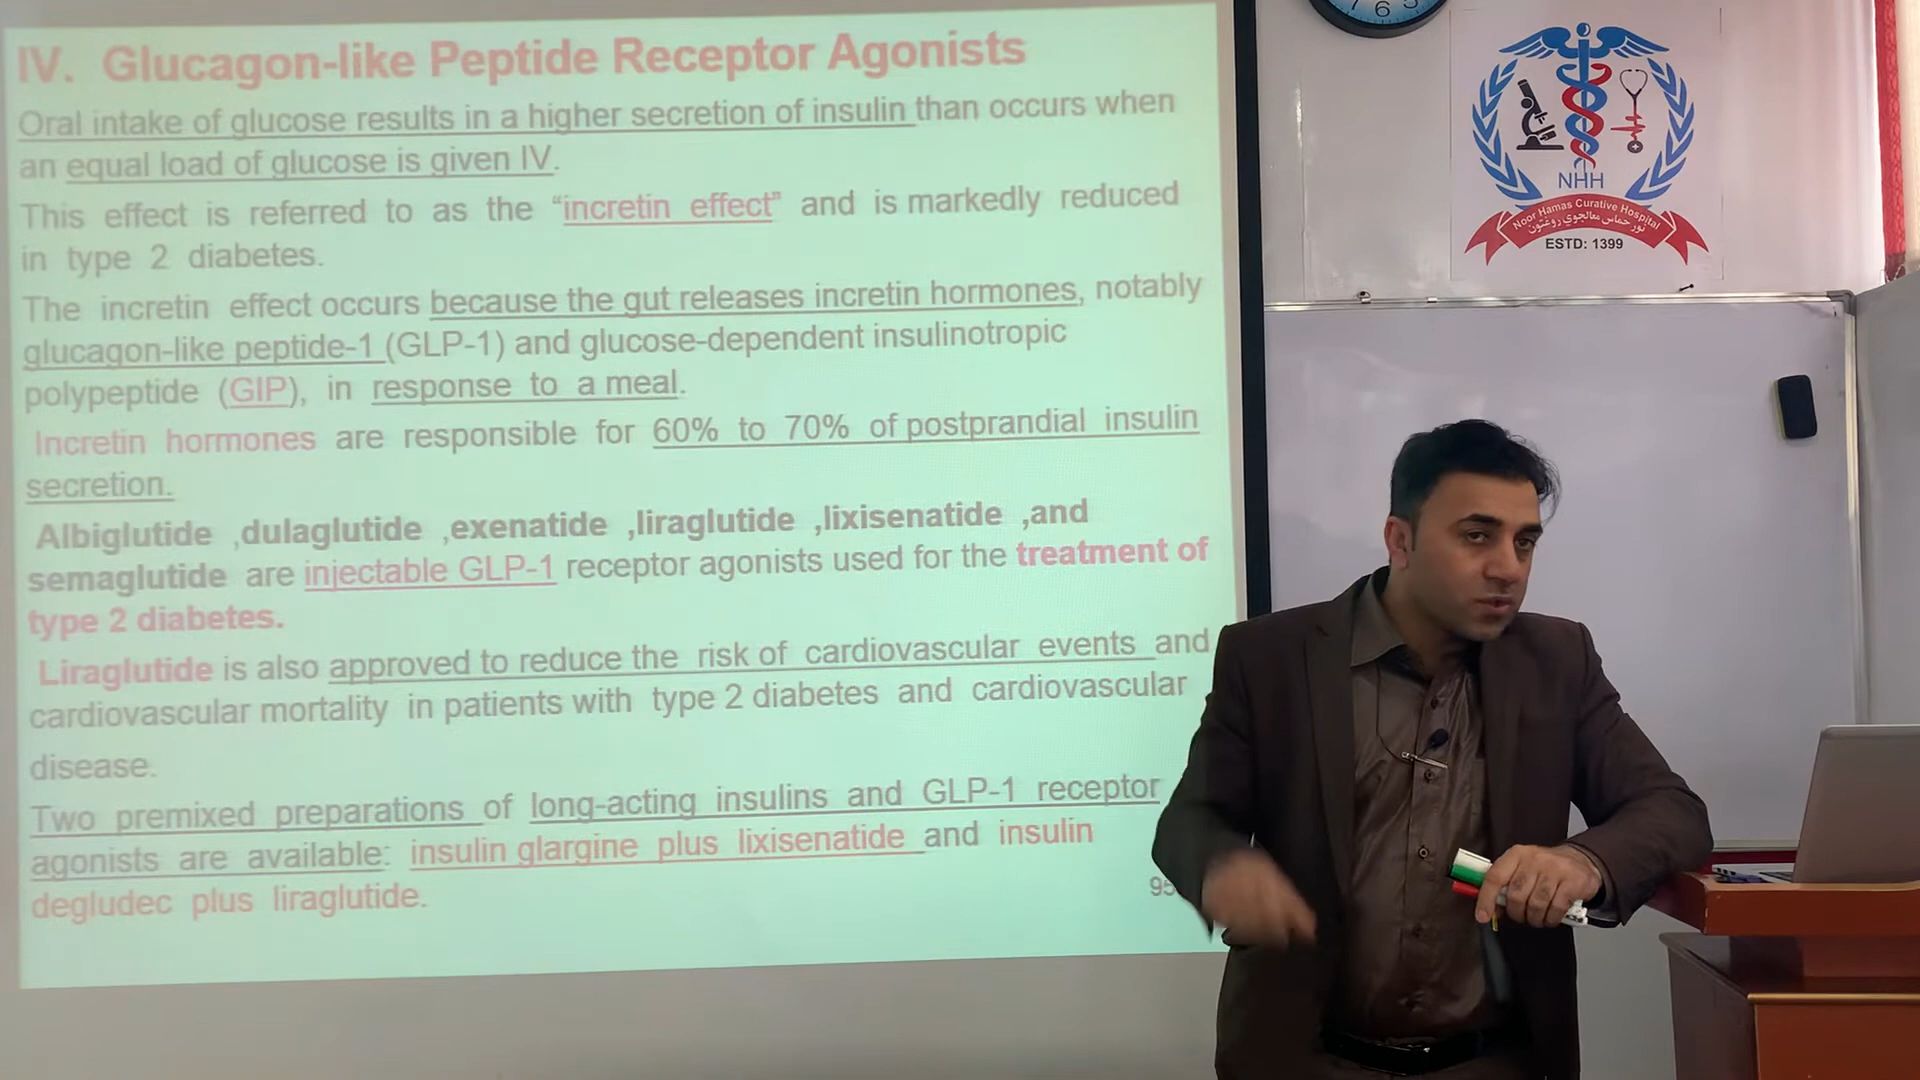 IV. Glucagon-like Peptide Receptor Agonists
Oral intake of glucose results in a higher secretion of insulin than occurs when
an equal load of glucose is given IV.
This effect is referred to as the “incretin effect” and is markedly reduced
in type 2 diabetes.
The incretin effect occurs because the gut releases incretin hormones, notably
glucagon-like peptide-1 (GLP-1) and glucose-dependent insulinotropic
polypeptide (GIP), in response to a meal.
Incretin hormones are responsible for 60% to 70% of postprandial insulin
secretion.
Albiglutide ,dulaglutide ,exenatide ,liraglutide ,lixisenatide ,and
semaglutide are injectable GLP-1 receptor agonists used for the treatment of
type 2 diabetes.
Liraglutide is also approved to reduce the risk of cardiovascular events and
cardiovascular mortality in patients with type 2 diabetes and cardiovascular
disease.
Two premixed preparations of long-acting insulins and GLP-1 receptor
agonists are available: insulin glargine plus lixisenatide and insulin
degludec plus liraglutide.
95
7 6 5
NHH
Noor Hamas Curative Hospital
نور حماس معالجوي روغتون
ESTD: 1399